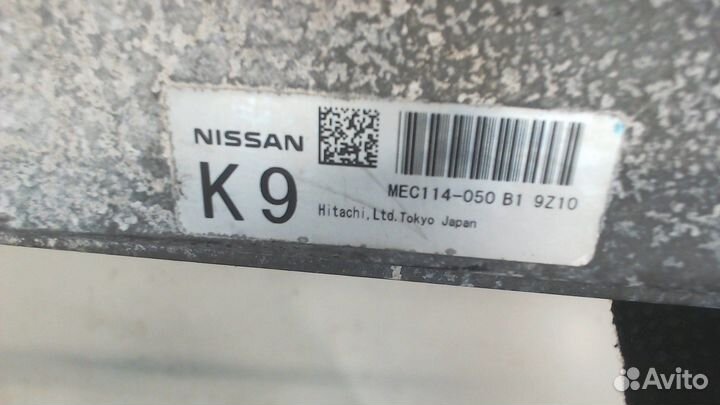 NISSAN
K9
MEC114-050 B1 9Z10
Hitachi,Ltd.Tokyo Japan
Avito